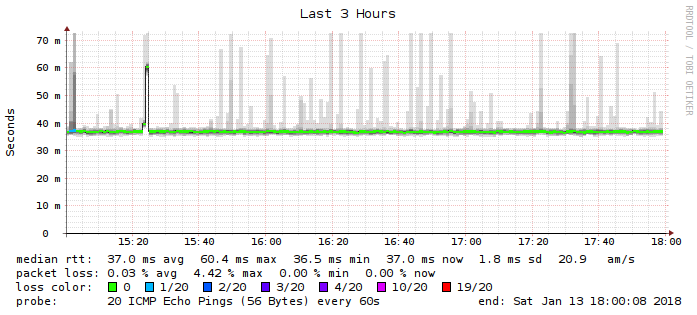 Last 3 Hours
RRDTOOL / TOBI OETIKER
Seconds
70 m
60 m
50 m
40 m
30 m
20 m
10 m
0
15:20 15:40 16:00 16:20 16:40 17:00 17:20 17:40 18:00
median rtt: 37.0 ms avg 60.4 ms max 36.5 ms min 37.0 ms now 1.8 ms sd 20.9 am/s
packet loss: 0.03 % avg 4.42 % max 0.00 % min 0.00 % now
loss color: 0 1/20 2/20 3/20 4/20 10/20 19/20
probe: 20 ICMP Echo Pings (56 Bytes) every 60s end: Sat Jan 13 18:00:08 2018